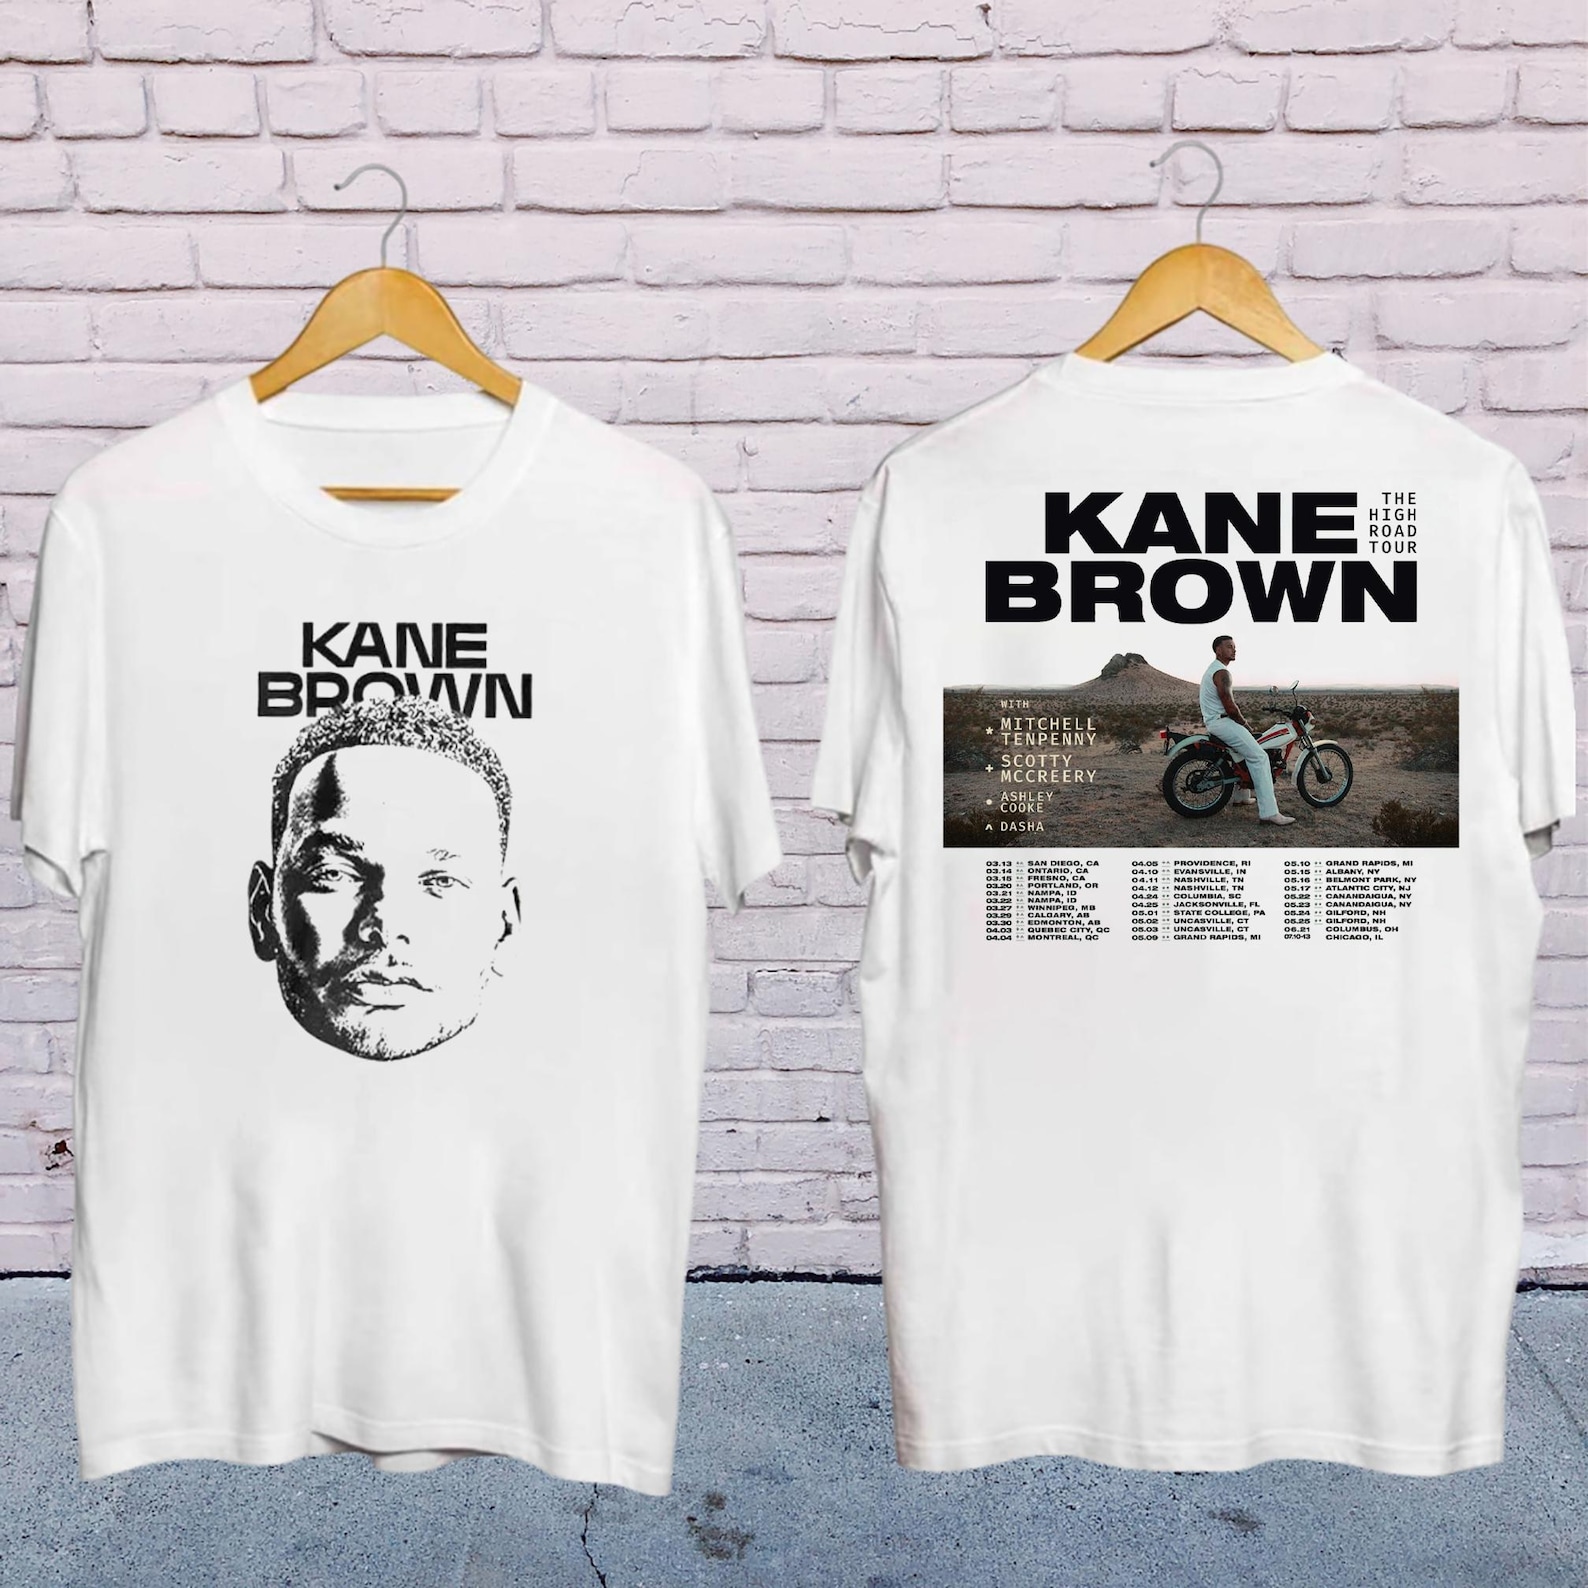 KANE
BROWN
KANE
BROWN
THE
HIGH
ROAD
TOUR
WITH
* MITCHELL
TENPENNY
+ SCOTTY
MCCREERY
• ASHLEY
COOKE
^ DASHA
03.13 SAN DIEGO, CA
03.14 ONTARIO, CA
03.15 FRESNO, CA
03.20 PORTLAND, OR
03.21 NAMPA, ID
03.22 NAMPA, ID
03.27 WINNIPEG, MB
03.29 CALGARY, AB
03.30 EDMONTON, AB
04.03 QUEBEC CITY, QC
04.04 MONTREAL, QC
04.05 PROVIDENCE, RI
04.10 EVANSVILLE, IN
04.11 NASHVILLE, TN
04.12 NASHVILLE, TN
04.24 COLUMBIA, SC
04.25 JACKSONVILLE, FL
05.01 STATE COLLEGE, PA
05.02 UNCASVILLE, CT
05.03 UNCASVILLE, CT
05.09 GRAND RAPIDS, MI
05.10 GRAND RAPIDS, MI
05.15 ALBANY, NY
05.16 BELMONT PARK, NY
05.17 ATLANTIC CITY, NJ
05.22 CANANDAIGUA, NY
05.23 CANANDAIGUA, NY
05.24 GILFORD, NH
05.25 GILFORD, NH
06.21 COLUMBUS, OH
07.10-13 CHICAGO, IL